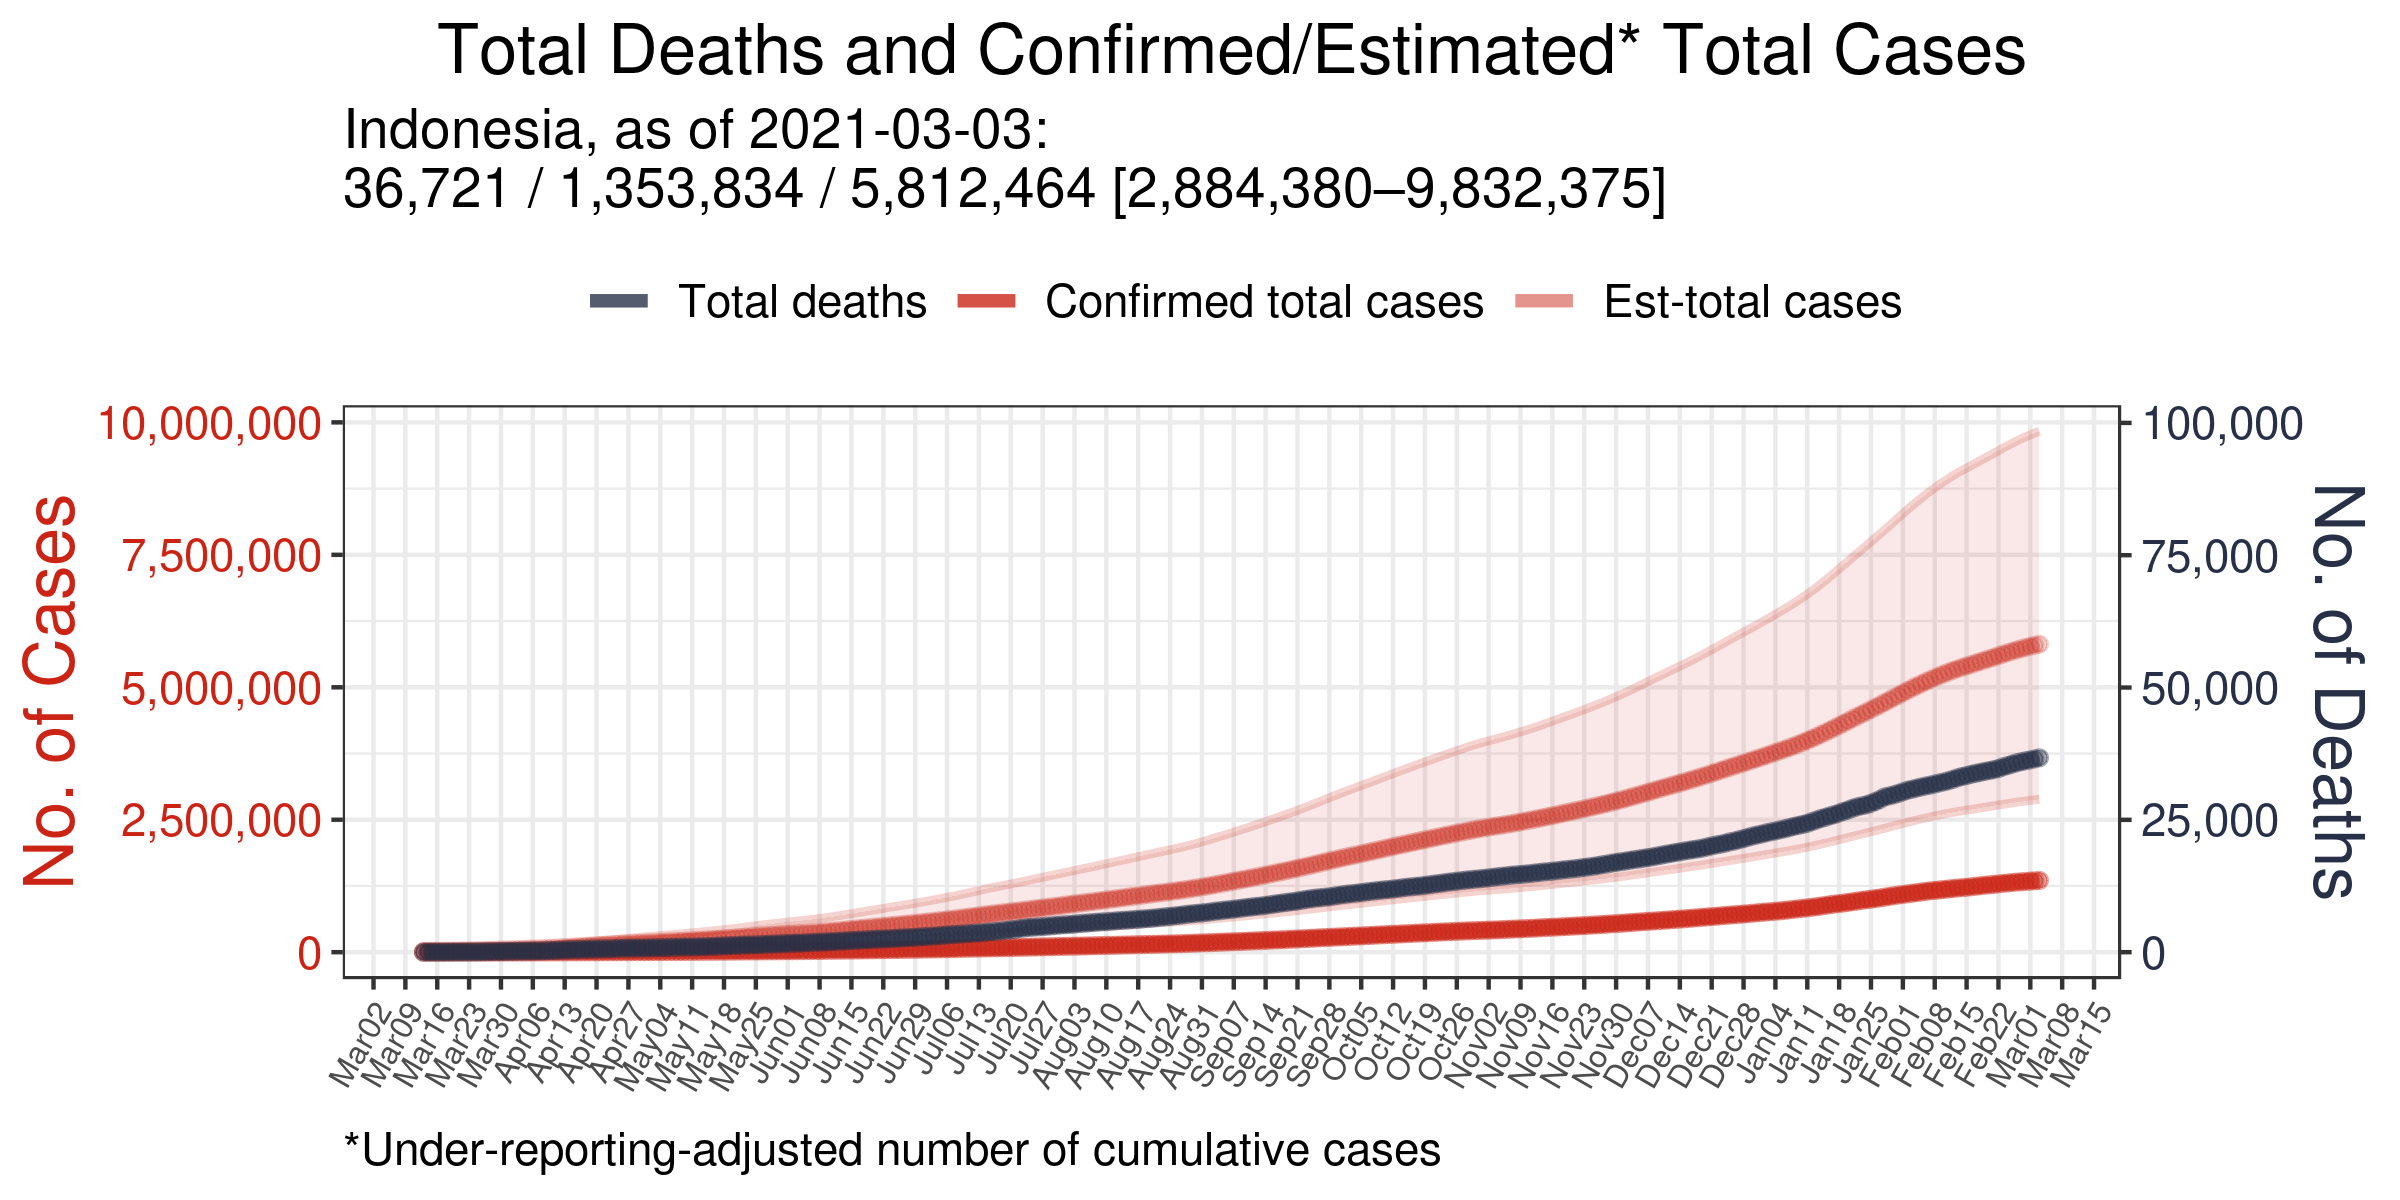 Total Deaths and Confirmed/Estimated* Total Cases
Indonesia, as of 2021-03-03:
36,721 / 1,353,834 / 5,812,464 [2,884,380–9,832,375]
Total deaths Confirmed total cases Est-total cases
No. of Cases
10,000,000
7,500,000
5,000,000
2,500,000
0
100,000
75,000
50,000
25,000
0
No. of Deaths
Mar02 Mar09 Mar16 Mar23 Mar30 Apr06 Apr13 Apr20 Apr27 May04 May11 May18 May25 Jun01 Jun08 Jun15 Jun22 Jun29 Jul06 Jul13 Jul20 Jul27 Aug03 Aug10 Aug17 Aug24 Aug31 Sep07 Sep14 Sep21 Sep28 Oct05 Oct12 Oct19 Oct26 Nov02 Nov09 Nov16 Nov23 Nov30 Dec07 Dec14 Dec21 Dec28 Jan04 Jan11 Jan18 Jan25 Feb01 Feb08 Feb15 Feb22 Mar01 Mar08 Mar15
*Under-reporting-adjusted number of cumulative cases